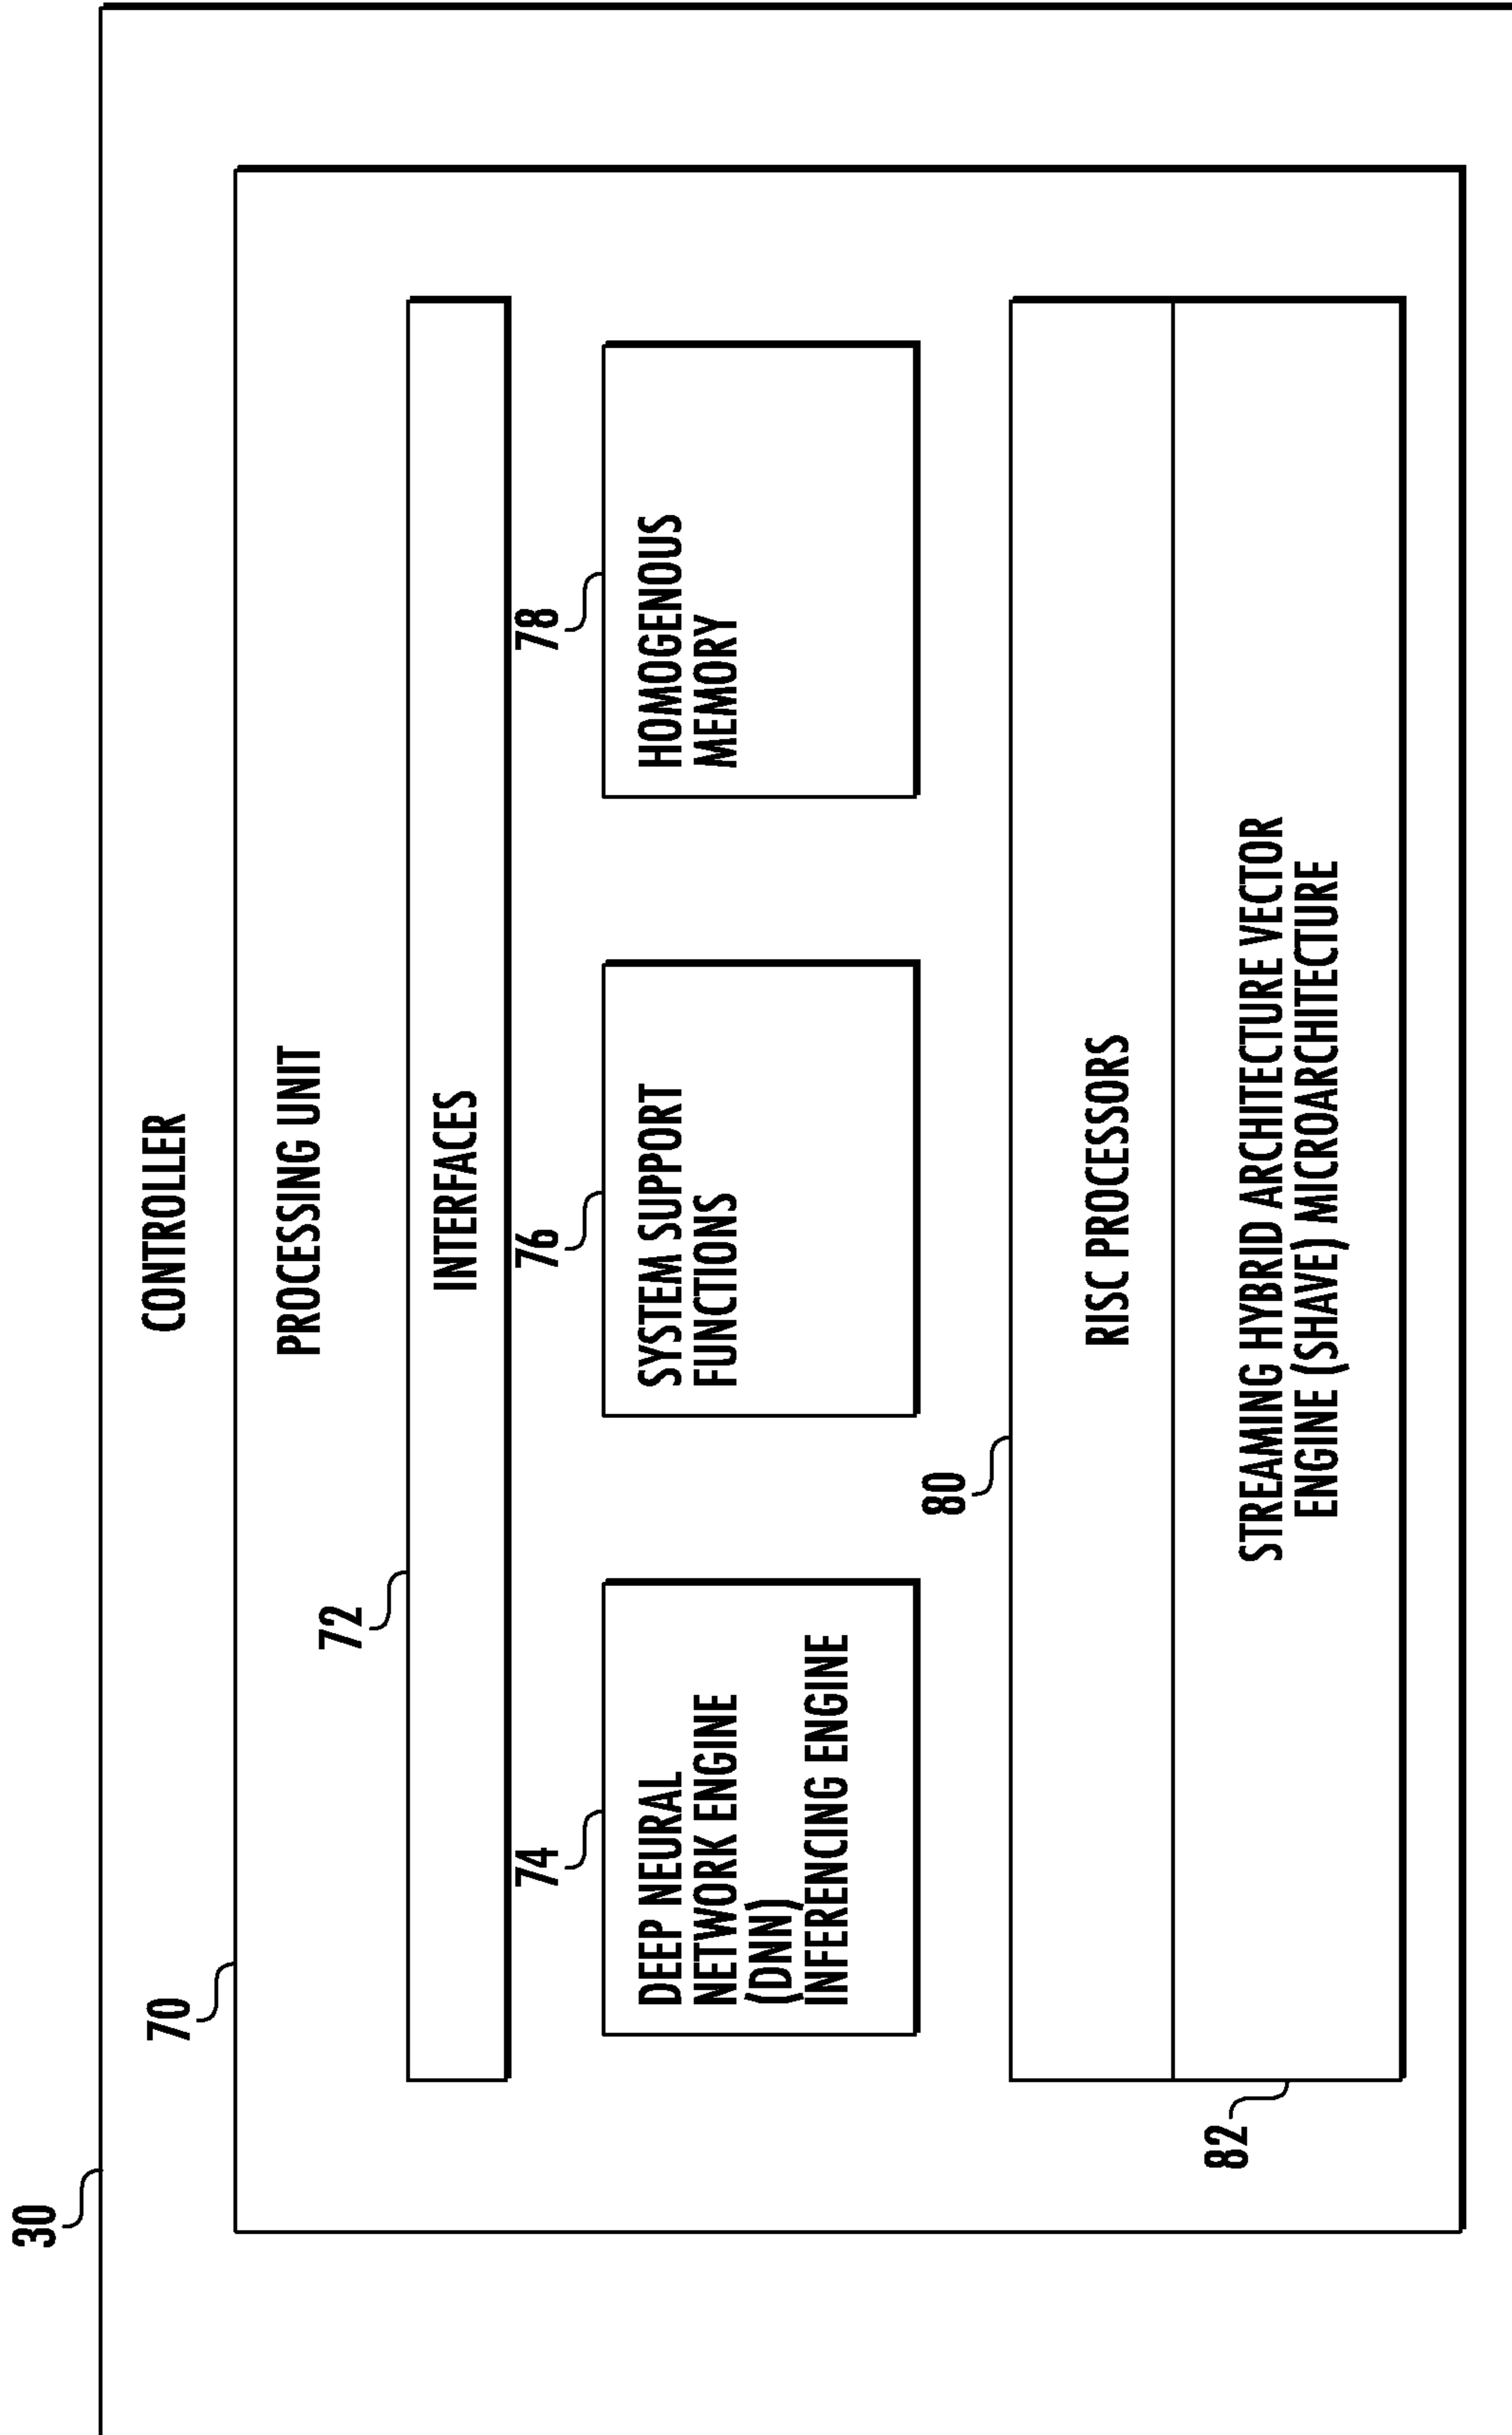 30
CONTROLLER
70
PROCESSING UNIT
72
INTERFACES
74
DEEP NEURAL
NETWORK ENGINE
(DNN)
INFERENCING ENGINE
76
SYSTEM SUPPORT
FUNCTIONS
78
HOMOGENOUS
MEMORY
80
RISC PROCESSORS
82
STREAMING HYBRID ARCHITECTURE VECTOR
ENGINE (SHAVE) MICROARCHITECTURE